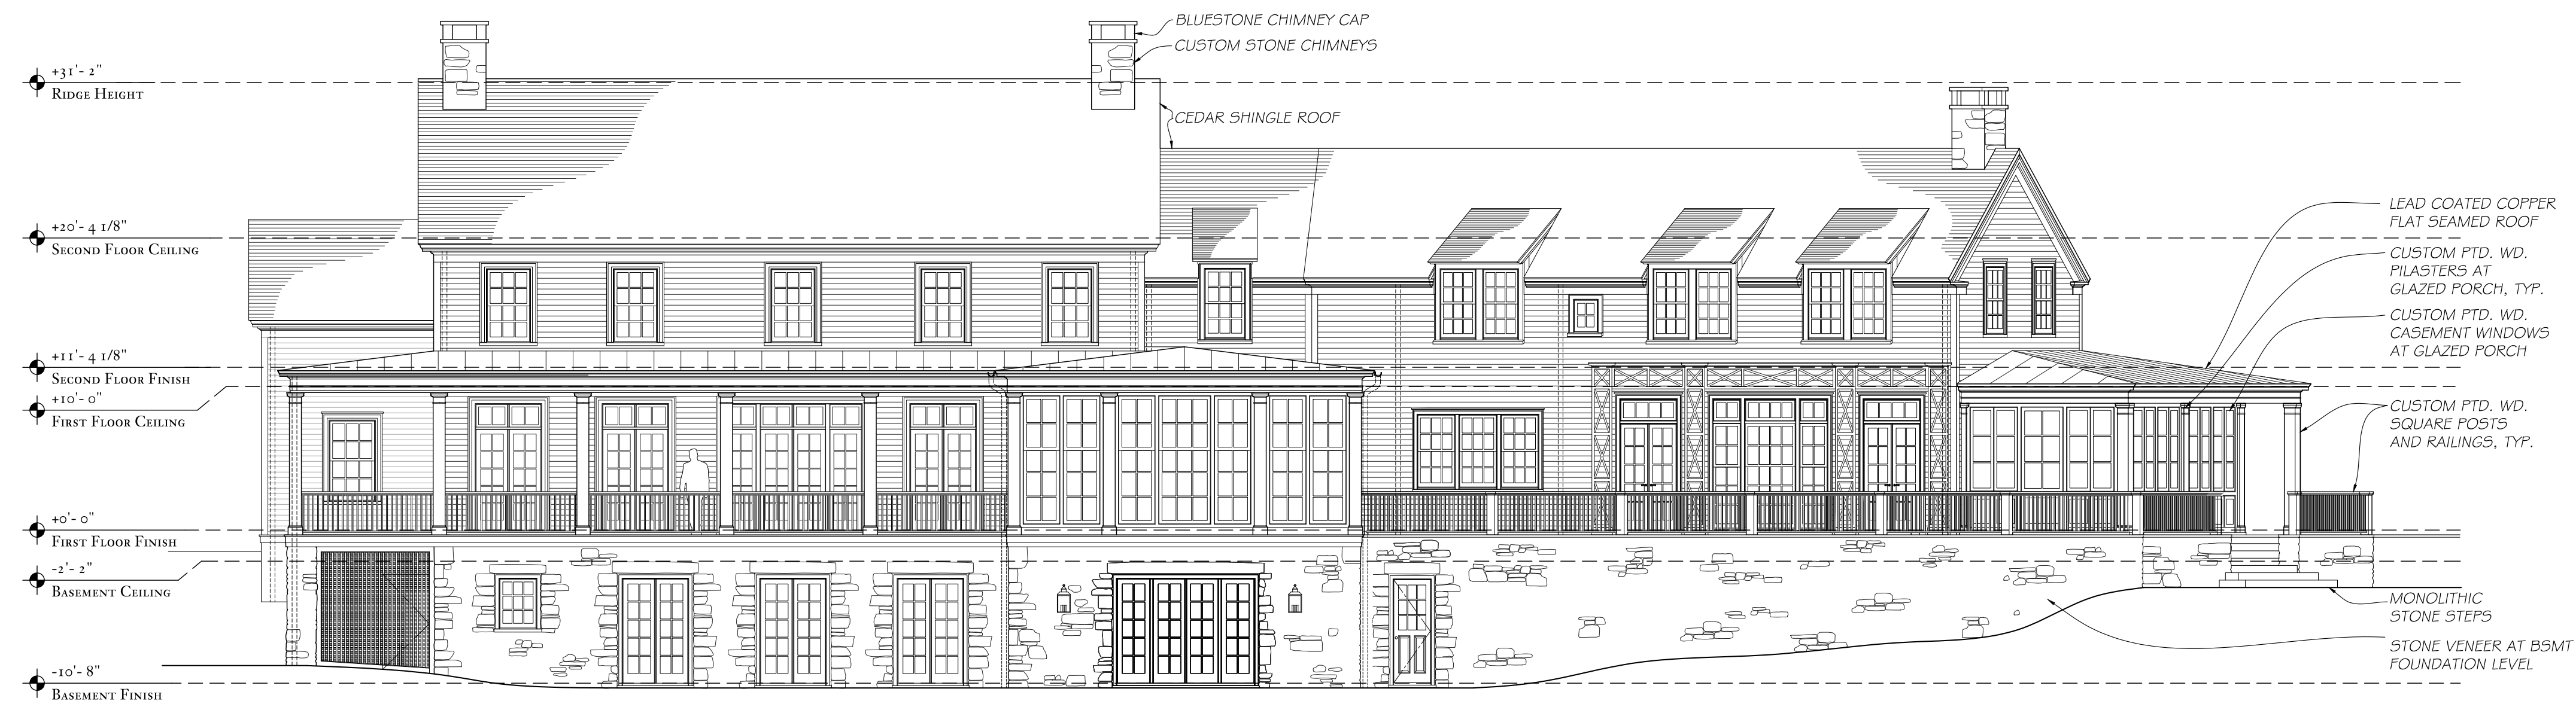 +31'- 2"
RIDGE HEIGHT
+20'- 4 1/8"
SECOND FLOOR CEILING
+11'- 4 1/8"
SECOND FLOOR FINISH
+10'- 0"
FIRST FLOOR CEILING
+0'- 0"
FIRST FLOOR FINISH
-2'- 2"
BASEMENT CEILING
-10'- 8"
BASEMENT FINISH
BLUESTONE CHIMNEY CAP
CUSTOM STONE CHIMNEYS
CEDAR SHINGLE ROOF
LEAD COATED COPPER
FLAT SEAMED ROOF
CUSTOM PTD. WD.
PILASTERS AT
GLAZED PORCH, TYP.
CUSTOM PTD. WD.
CASEMENT WINDOWS
AT GLAZED PORCH
CUSTOM PTD. WD.
SQUARE POSTS
AND RAILINGS, TYP.
MONOLITHIC
STONE STEPS
STONE VENEER AT BSMT
FOUNDATION LEVEL